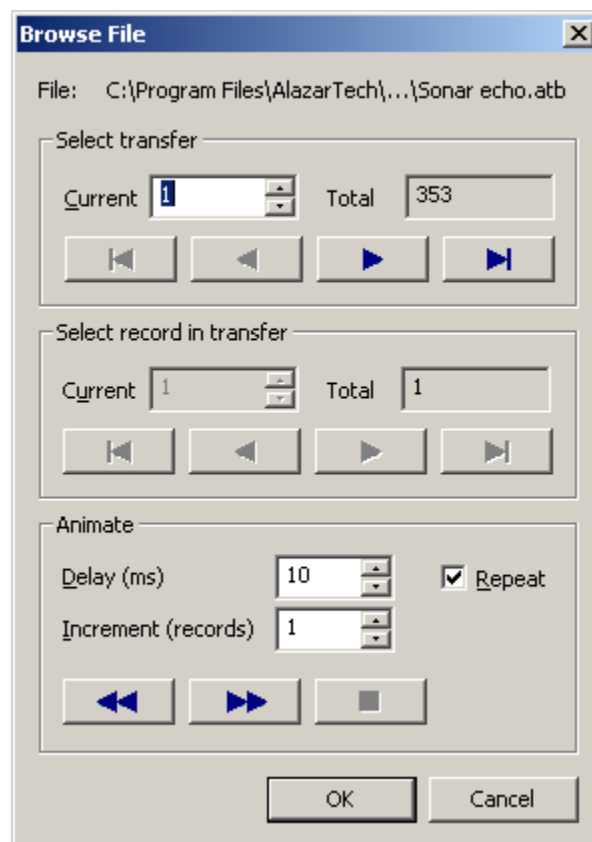 Browse File
File: C:\Program Files\AlazarTech\...\Sonar echo.atb
Select transfer
Current 1 Total 353
Select record in transfer
Current 1 Total 1
Animate
Delay (ms) 10 Repeat
Increment (records) 1
OK Cancel